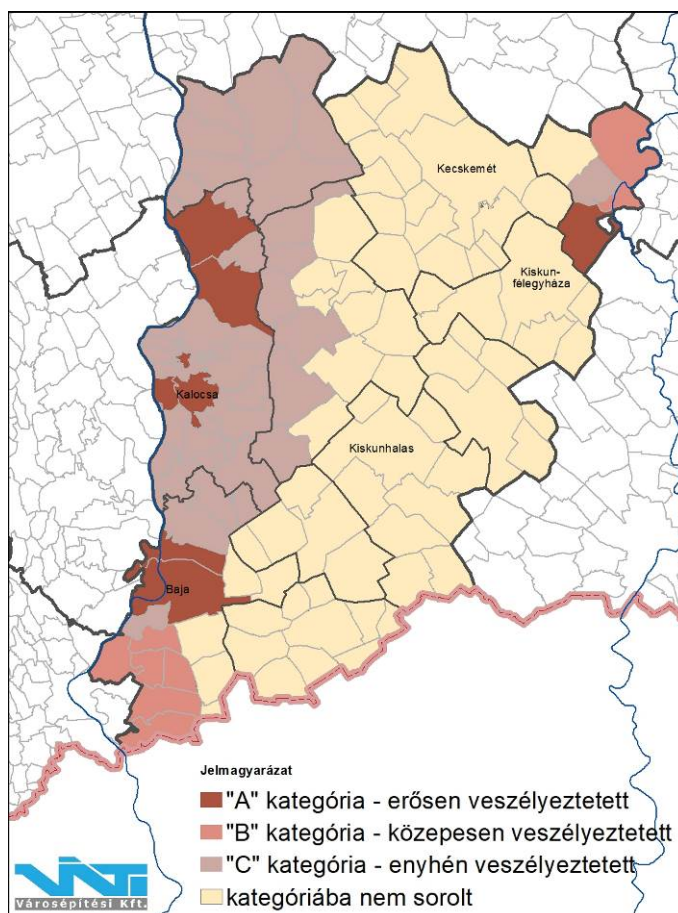 Kecskemét
Kiskun-
félegyháza
Kalocsa
Kiskunhalas
Baja
Jelmagyarázat
"A" kategória - erősen veszélyeztetett
"B" kategória - közepesen veszélyeztetett
"C" kategória - enyhén veszélyeztetett
kategóriába nem sorolt
VÁTI
Városépítési Kft.